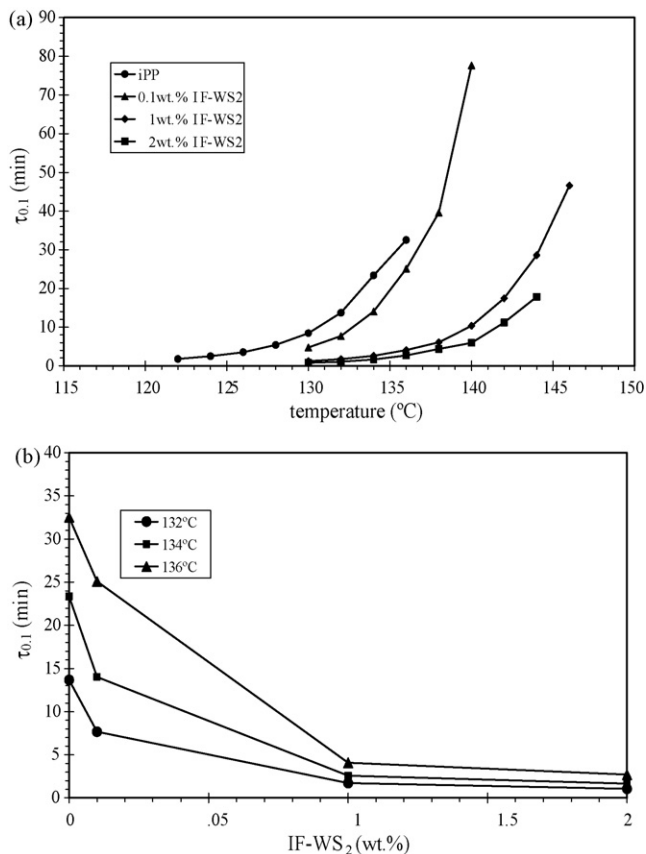 (a)
90
80
70
60
50
40
30
20
10
0
τ0.1 (min)
iPP
0.1wt.% IF-WS2
1wt.% IF-WS2
2wt.% IF-WS2
115 120 125 130 135 140 145 150
temperature (ºC)
(b)
40
35
30
25
20
15
10
5
0
τ0.1 (min)
132ºC
134ºC
136ºC
0 .05 1 .05 2
IF-WS2 (wt.%)